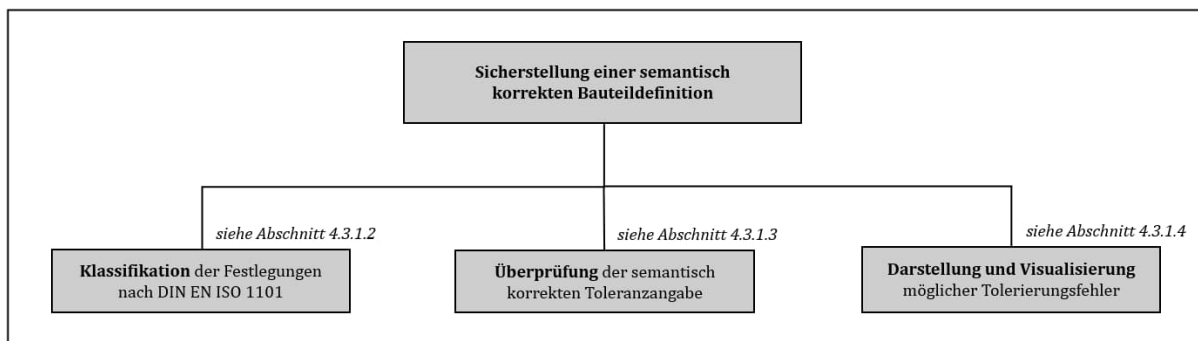 Sicherstellung einer semantisch
korrekten Bauteildefinition
siehe Abschnitt 4.3.1.2
Klassifikation der Festlegungen
nach DIN EN ISO 1101
siehe Abschnitt 4.3.1.3
Überprüfung der semantisch
korrekten Toleranzangabe
siehe Abschnitt 4.3.1.4
Darstellung und Visualisierung
möglicher Tolerierungsfehler